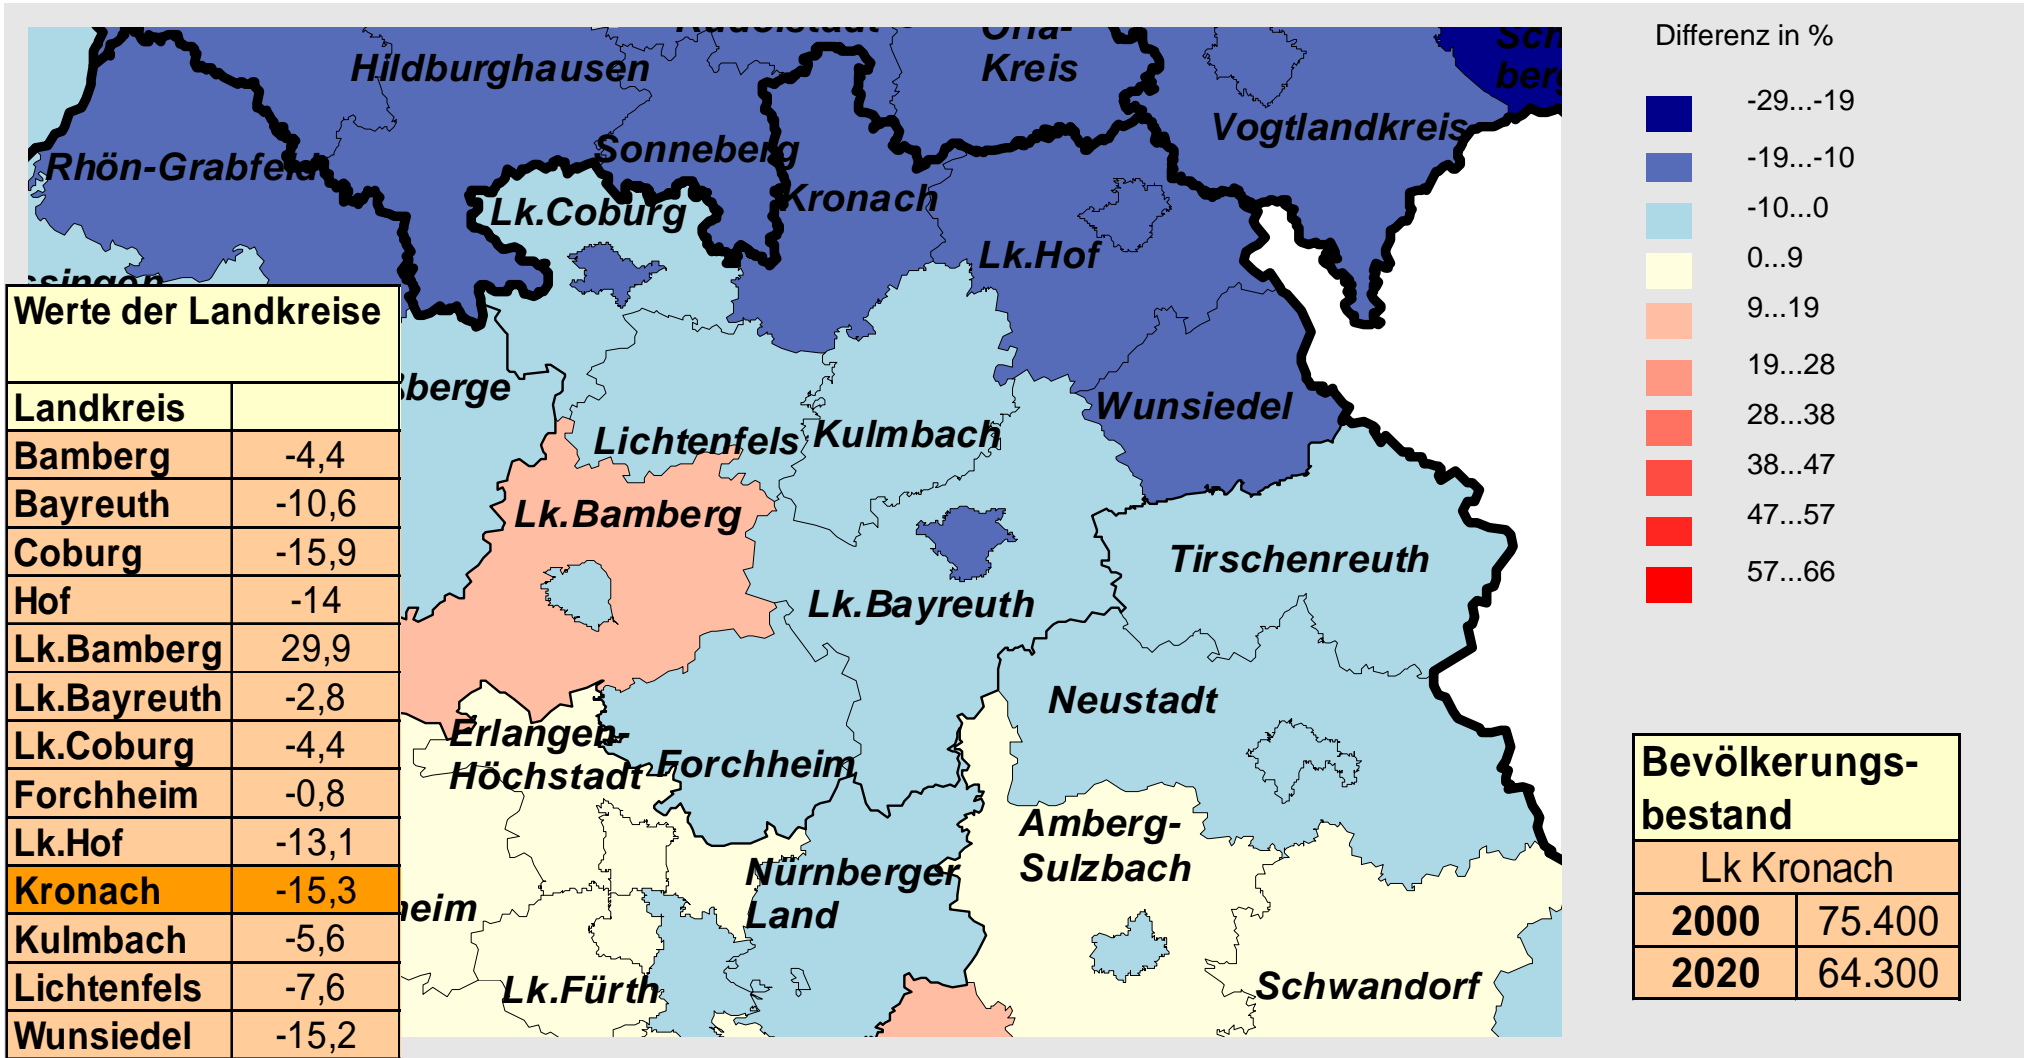 Hildburghausen
Kreis
Rhön-Grabfeld
Sonneberg
Kronach
Vogtlandkreis
Lk.Coburg
Lk.Hof
Wunsiedel
Lichtenfels
Kulmbach
Lk.Bamberg
Tirschenreuth
Lk.Bayreuth
Neustadt
Erlangen-
Höchstadt
Forchheim
Amberg-
Sulzbach
Nürnberger
Land
Lk.Fürth
Schwandorf
ssingen
ßberge
heim
Werte der Landkreise
Landkreis
Bamberg -4,4
Bayreuth -10,6
Coburg -15,9
Hof -14
Lk.Bamberg 29,9
Lk.Bayreuth -2,8
Lk.Coburg -4,4
Forchheim -0,8
Lk.Hof -13,1
Kronach -15,3
Kulmbach -5,6
Lichtenfels -7,6
Wunsiedel -15,2
Differenz in %
-29...-19
-19...-10
-10...0
0...9
9...19
19...28
28...38
38...47
47...57
57...66
Bevölkerungs-
bestand
Lk Kronach
2000 75.400
2020 64.300